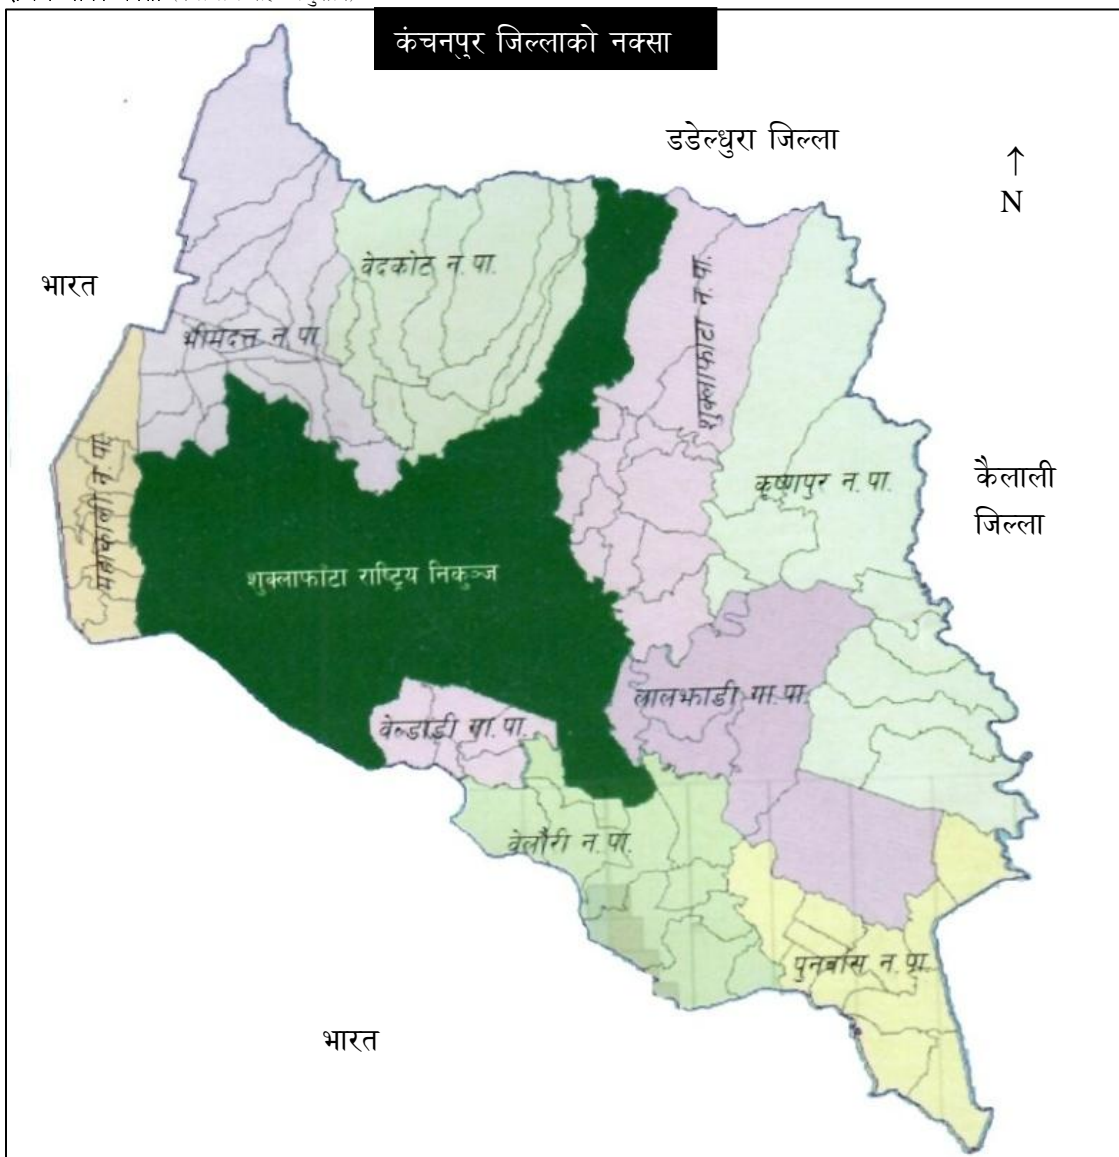 कंचनपुर जिल्लाको नक्सा
डडेल्धुरा जिल्ला
↑
N
भारत
वेदकोट न. पा.
शुक्लाफाँटा न. पा.
भीमदत्त न. पा.
महाकाली न. पा.
कृष्णपुर न. पा.
कैलाली
जिल्ला
शुक्लाफाँटा राष्ट्रिय निकुञ्ज
लालझाडी गा. पा.
वेल्डाँडी गा. पा.
वेलौरी न. पा.
पुनर्वास न. पा.
भारत